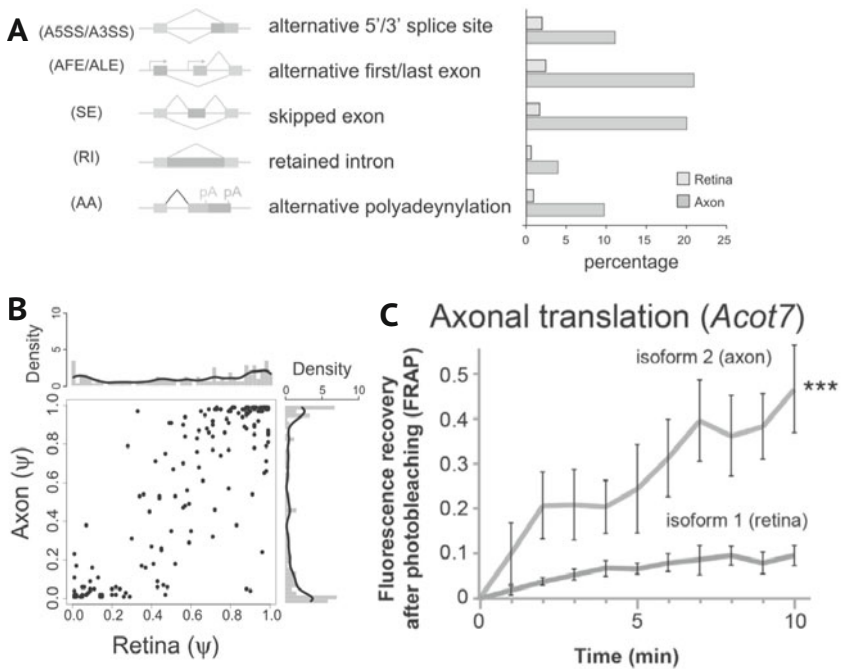 A
(A5SS/A3SS) alternative 5'/3' splice site
(AFE/ALE) alternative first/last exon
(SE) skipped exon
(RI) retained intron
pA pA
(AA) alternative polyadeynylation
Retina
Axon
0 5 10 15 20 25
percentage
B
Density
0 5 10
Density
0 5 10
Axon (ψ)
0.0 0.2 0.4 0.6 0.8 1.0
0.0 0.2 0.4 0.6 0.8 1.0
Retina (ψ)
C Axonal translation (Acot7)
Fluorescence recovery
after photobleaching (FRAP)
isoform 2 (axon)
***
isoform 1 (retina)
0.5
0.4
0.3
0.2
0.1
0
0 5 10
Time (min)